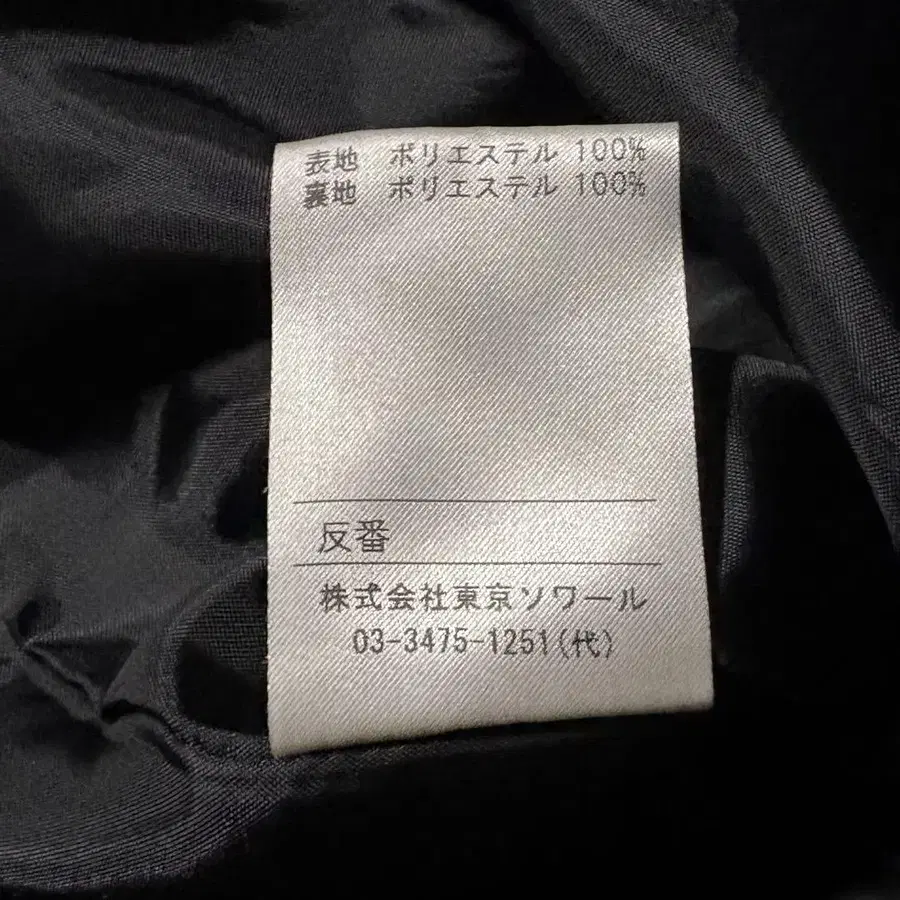 表地 ポリエステル 100%
裏地 ポリエステル 100%
反番
株式会社東京ソワール
03-3475-1251(代)